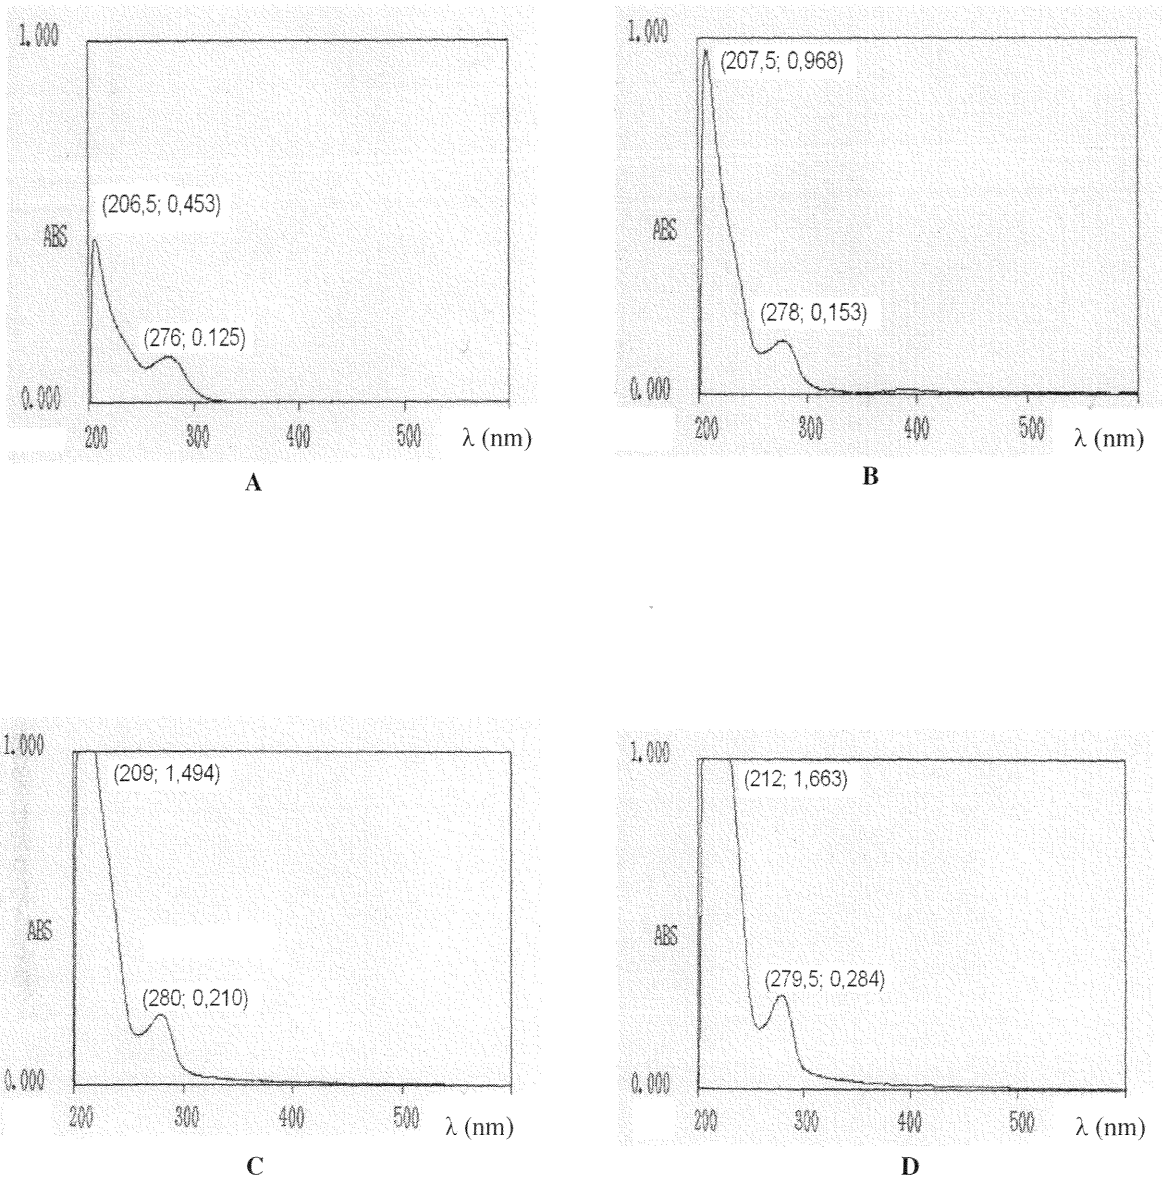 1.000
(206,5; 0,453)
ABS
(276; 0.125)
0.000
200 300 400 500 λ (nm)
A
1.000
(207,5; 0,968)
ABS
(278; 0,153)
0.000
200 300 400 500 λ (nm)
B
1.000
(209; 1,494)
ABS
(280; 0,210)
0.000
200 300 400 500 λ (nm)
C
1.000
(212; 1,663)
ABS
(279,5; 0,284)
0.000
200 300 400 500 λ (nm)
D